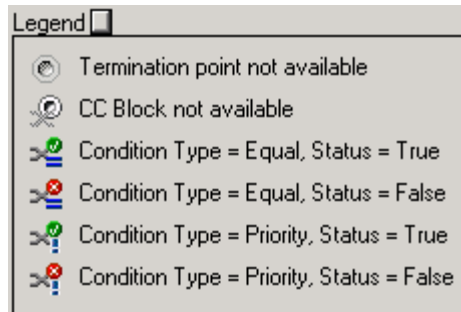 Legend
Termination point not available
CC Block not available
Condition Type = Equal, Status = True
Condition Type = Equal, Status = False
Condition Type = Priority, Status = True
Condition Type = Priority, Status = False